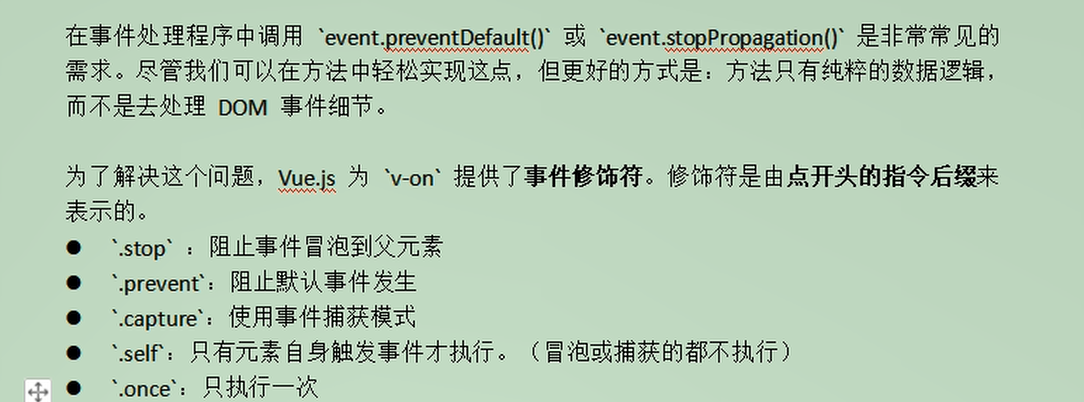 在事件处理程序中调用 `event.preventDefault()` 或 `event.stopPropagation()` 是非常常见的
需求。尽管我们可以在方法中轻松实现这点，但更好的方式是：方法只有纯粹的数据逻辑，
而不是去处理 DOM 事件细节。
为了解决这个问题，Vue.js 为 `v-on` 提供了事件修饰符。修饰符是由点开头的指令后缀来
表示的。
● `.stop` ：阻止事件冒泡到父元素
● `.prevent`：阻止默认事件发生
● `.capture`：使用事件捕获模式
● `.self`：只有元素自身触发事件才执行。（冒泡或捕获的都不执行）
● `.once`：只执行一次